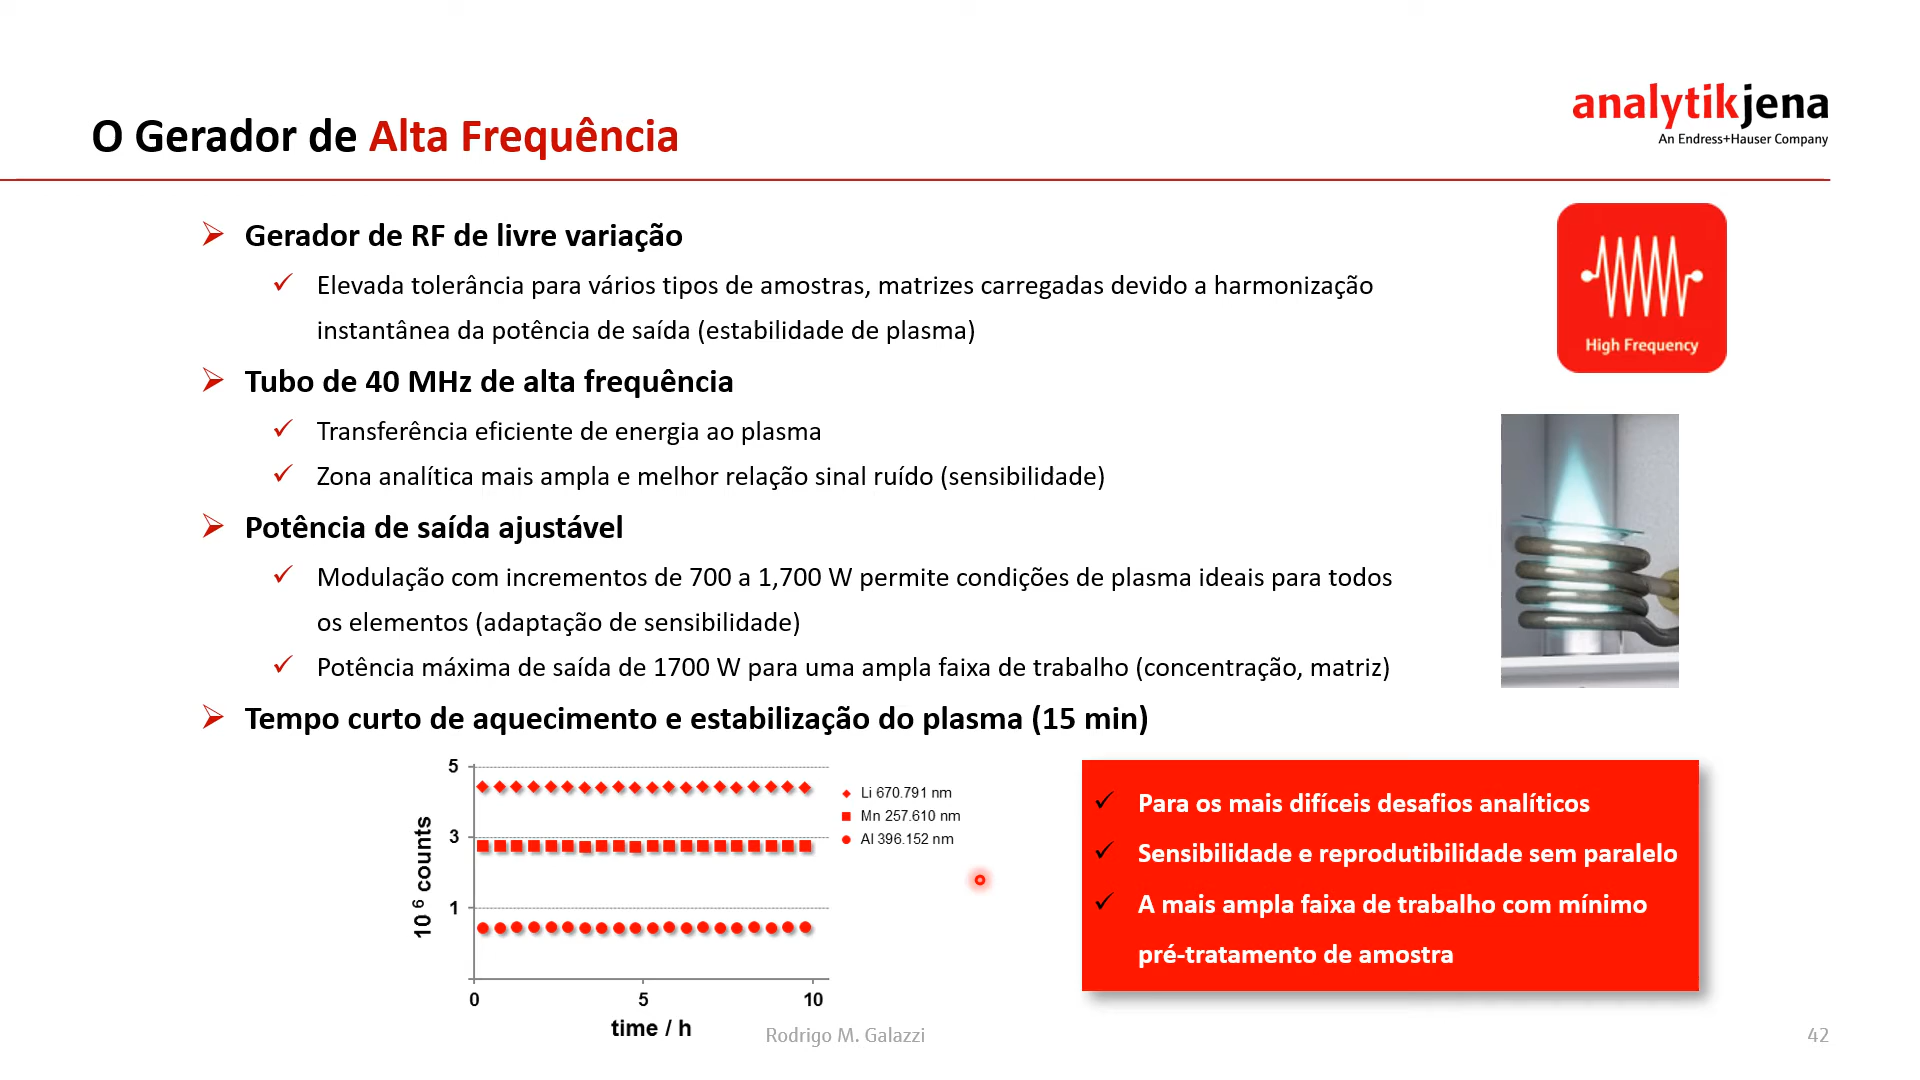 analytikjena
An Endress+Hauser Company
O Gerador de Alta Frequência
Gerador de RF de livre variação
Elevada tolerância para vários tipos de amostras, matrizes carregadas devido a harmonização
instantânea da potência de saída (estabilidade de plasma)
High Frequency
Tubo de 40 MHz de alta frequência
Transferência eficiente de energia ao plasma
Zona analítica mais ampla e melhor relação sinal ruído (sensibilidade)
Potência de saída ajustável
Modulação com incrementos de 700 a 1,700 W permite condições de plasma ideais para todos
os elementos (adaptação de sensibilidade)
Potência máxima de saída de 1700 W para uma ampla faixa de trabalho (concentração, matriz)
Tempo curto de aquecimento e estabilização do plasma (15 min)
5
3
1
10 6 counts
0 5 10
time / h
Li 670.791 nm
Mn 257.610 nm
Al 396.152 nm
Para os mais difíceis desafios analíticos
Sensibilidade e reprodutibilidade sem paralelo
A mais ampla faixa de trabalho com mínimo
pré-tratamento de amostra
Rodrigo M. Galazzi
42